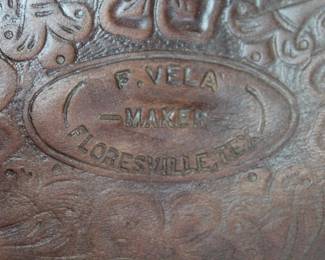 F. VELA
— MAKER —
FLORESVILLE, TEX.